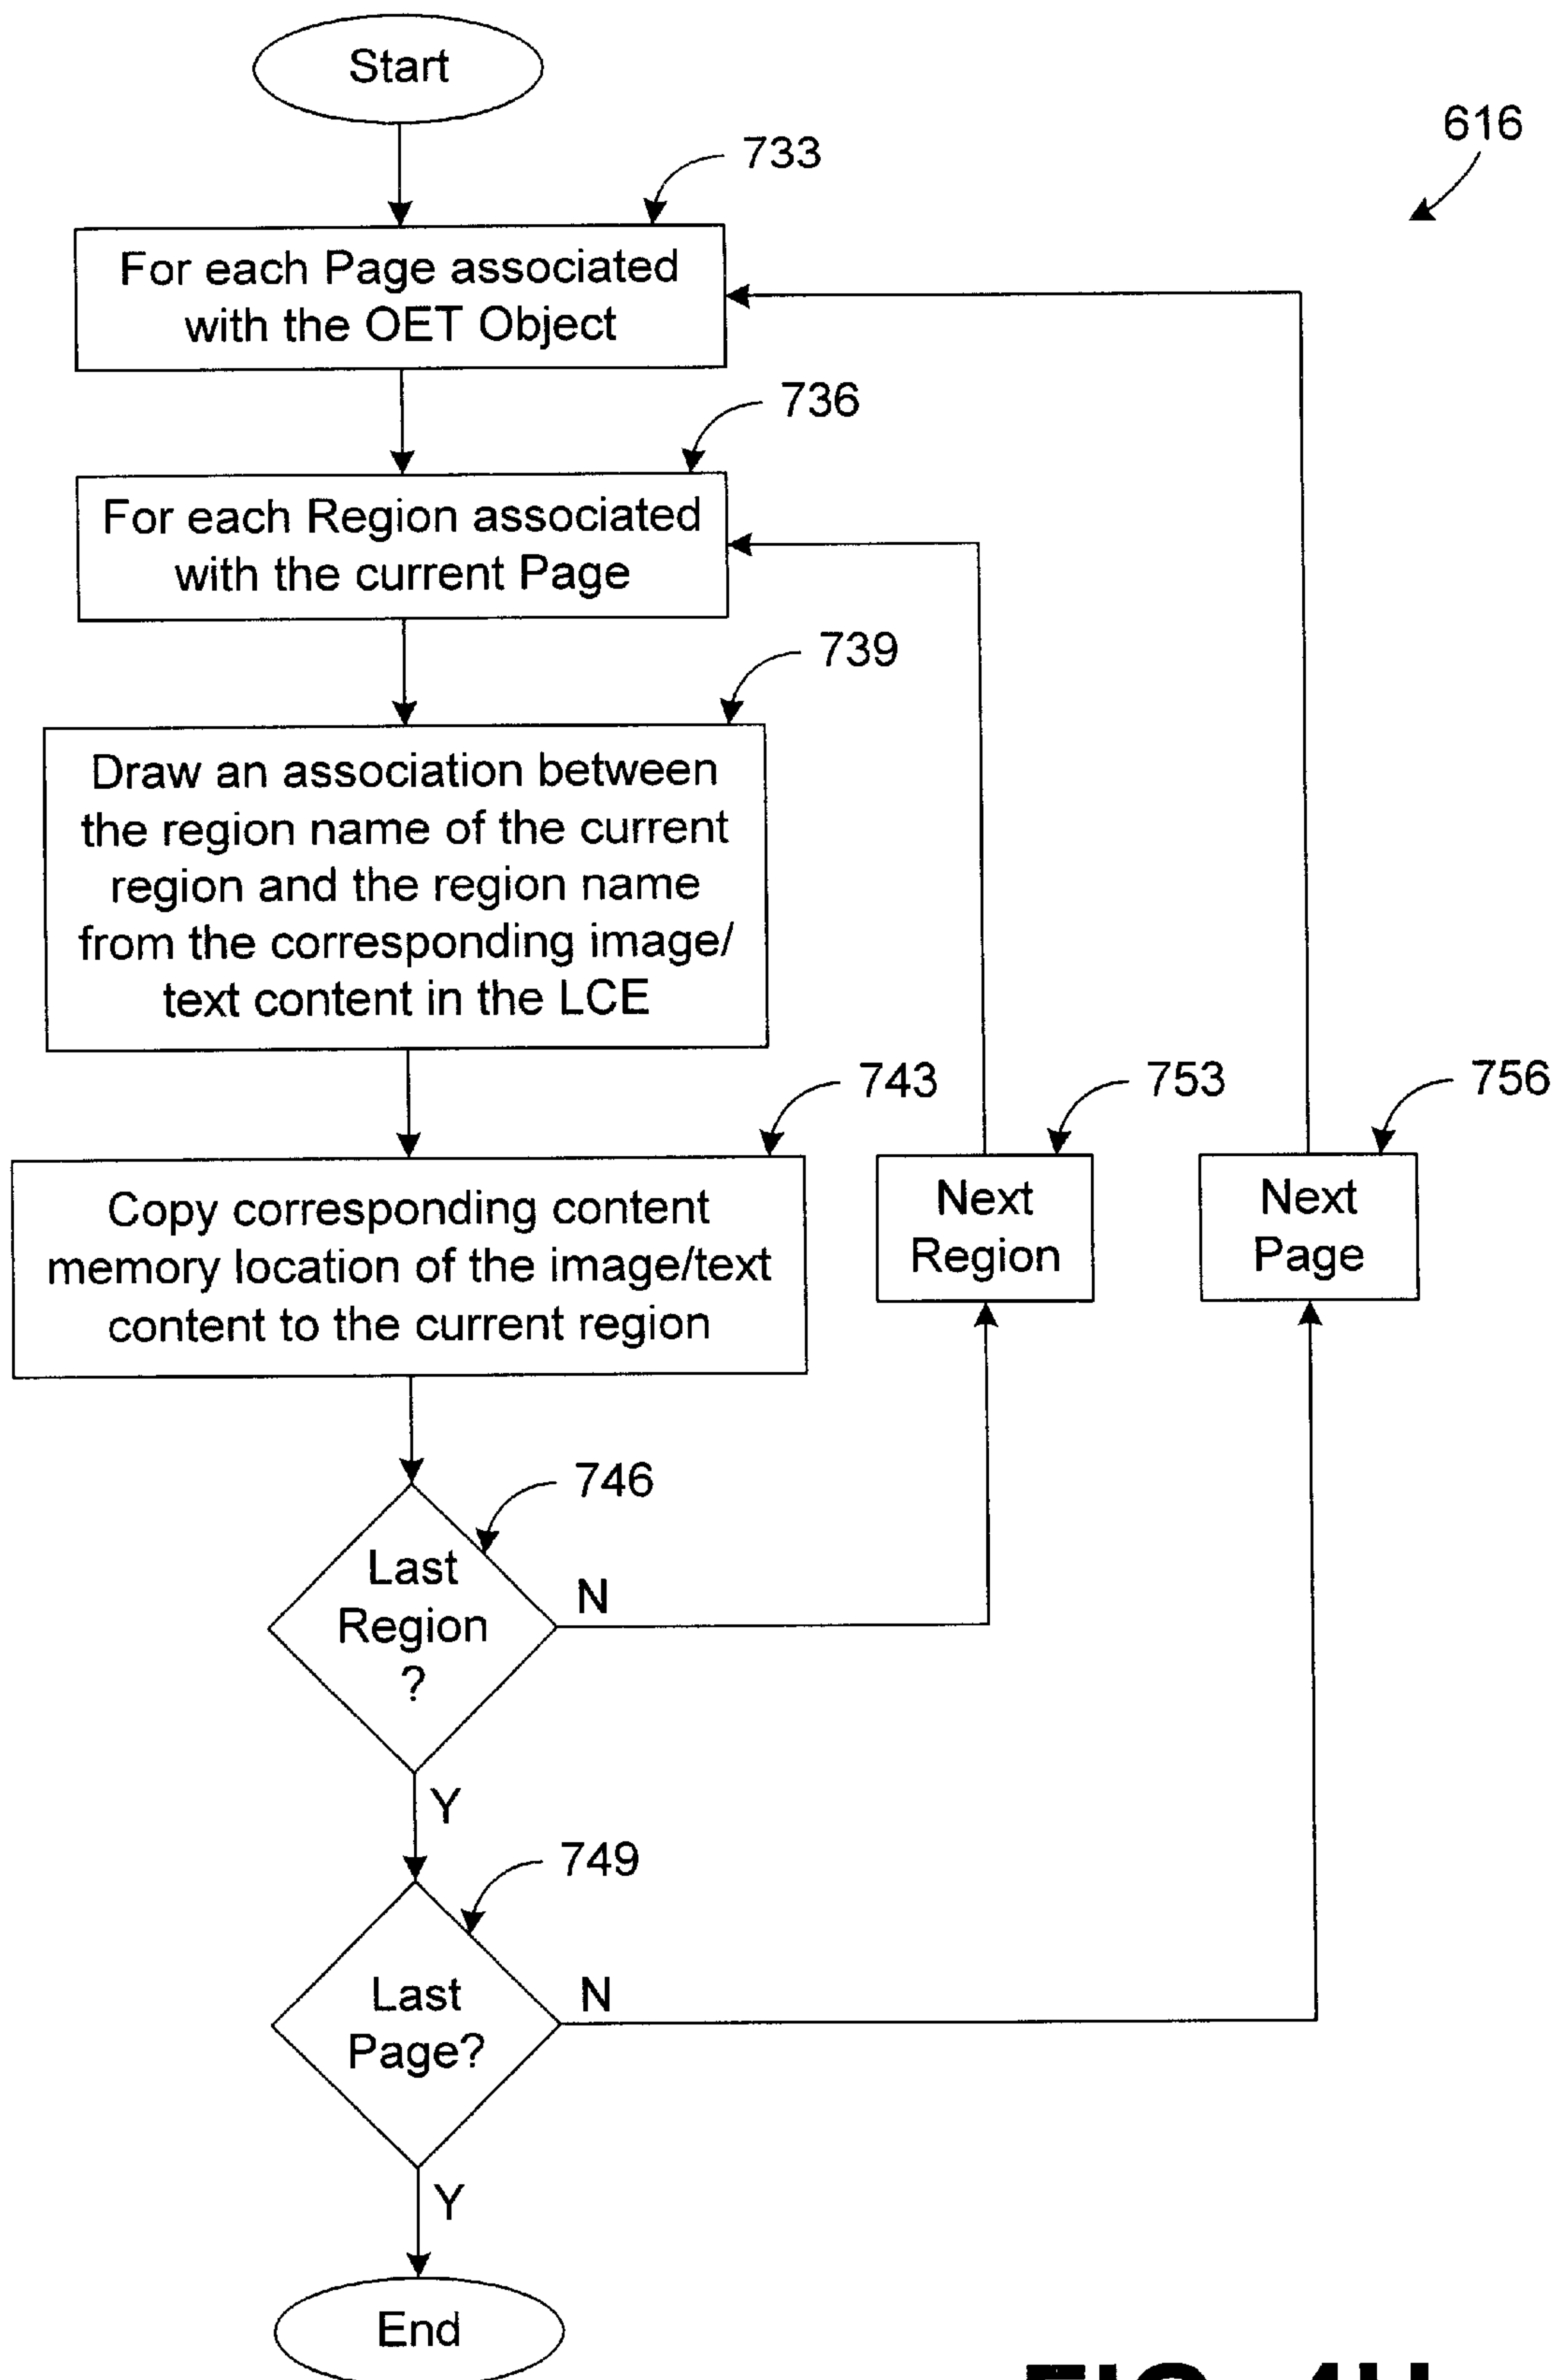 Start
616
733
For each Page associated
with the OET Object
736
For each Region associated
with the current Page
739
Draw an association between
the region name of the current
region and the region name
from the corresponding image/
text content in the LCE
743
753
756
Copy corresponding content
memory location of the image/text
content to the current region
Next
Region
Next
Page
746
Last
Region
?
N
Y
749
Last
Page?
N
Y
End